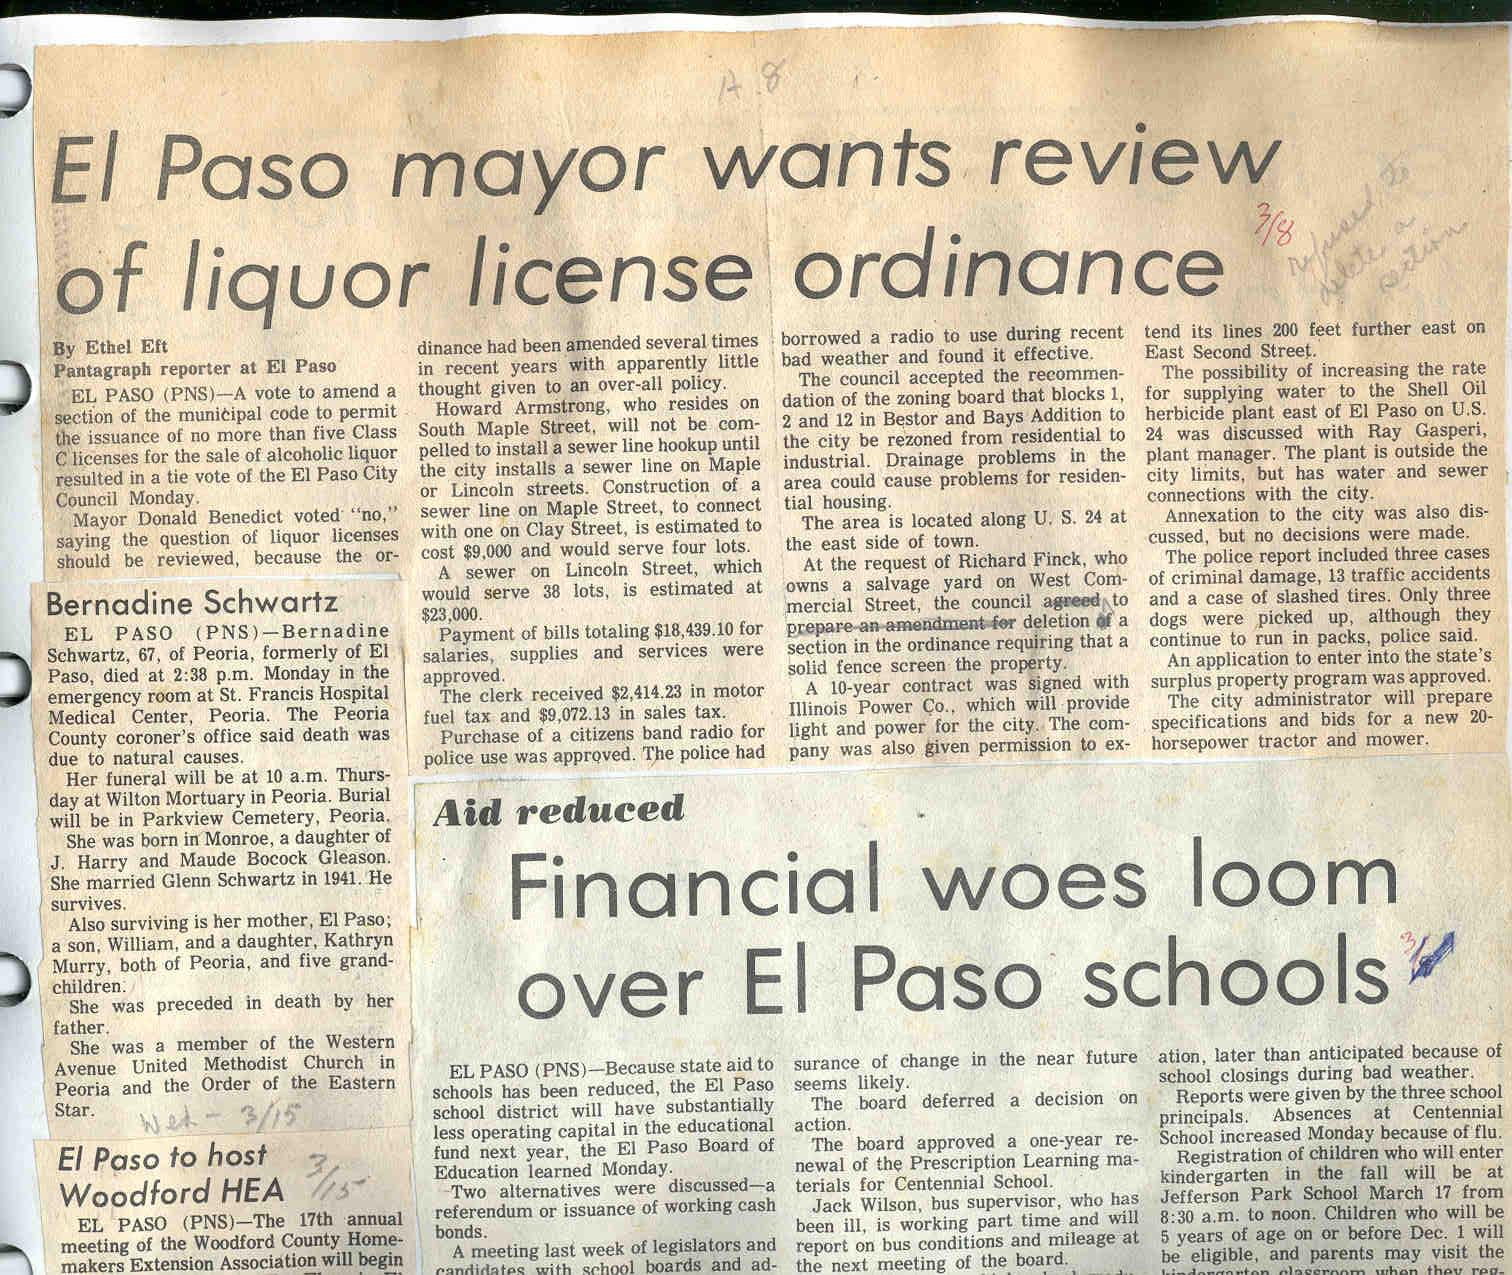 H 8
El Paso mayor wants review
of liquor license ordinance
3/8
refused to
delete a
section
By Ethel Eft
Pantagraph reporter at El Paso
EL PASO (PNS)—A vote to amend a
section of the municipal code to permit
the issuance of no more than five Class
C licenses for the sale of alcoholic liquor
resulted in a tie vote of the El Paso City
Council Monday.
Mayor Donald Benedict voted "no,"
saying the question of liquor licenses
should be reviewed, because the or-
dinance had been amended several times
in recent years with apparently little
thought given to an over-all policy.
Howard Armstrong, who resides on
South Maple Street, will not be com-
pelled to install a sewer line hookup until
the city installs a sewer line on Maple
or Lincoln streets. Construction of a
sewer line on Maple Street, to connect
with one on Clay Street, is estimated to
cost $9,000 and would serve four lots.
A sewer on Lincoln Street, which
would serve 38 lots, is estimated at
$23,000.
Payment of bills totaling $18,439.10 for
salaries, supplies and services were
approved.
The clerk received $2,414.23 in motor
fuel tax and $9,072.13 in sales tax.
Purchase of a citizens band radio for
police use was approved. The police had
borrowed a radio to use during recent
bad weather and found it effective.
The council accepted the recommen-
dation of the zoning board that blocks 1,
2 and 12 in Bestor and Bays Addition to
the city be rezoned from residential to
industrial. Drainage problems in the
area could cause problems for residen-
tial housing.
The area is located along U. S. 24 at
the east side of town.
At the request of Richard Finck, who
owns a salvage yard on West Com-
mercial Street, the council agreed to
prepare an amendment for deletion of a
section in the ordinance requiring that a
solid fence screen the property.
A 10-year contract was signed with
Illinois Power Co., which will provide
light and power for the city. The com-
pany was also given permission to ex-
tend its lines 200 feet further east on
East Second Street.
The possibility of increasing the rate
for supplying water to the Shell Oil
herbicide plant east of El Paso on U.S.
24 was discussed with Ray Gasperi,
plant manager. The plant is outside the
city limits, but has water and sewer
connections with the city.
Annexation to the city was also dis-
cussed, but no decisions were made.
The police report included three cases
of criminal damage, 13 traffic accidents
and a case of slashed tires. Only three
dogs were picked up, although they
continue to run in packs, police said.
An application to enter into the state's
surplus property program was approved.
The city administrator will prepare
specifications and bids for a new 20-
horsepower tractor and mower.
Bernadine Schwartz
EL PASO (PNS)—Bernadine
Schwartz, 67, of Peoria, formerly of El
Paso, died at 2:38 p.m. Monday in the
emergency room at St. Francis Hospital
Medical Center, Peoria. The Peoria
County coroner's office said death was
due to natural causes.
Her funeral will be at 10 a.m. Thurs-
day at Wilton Mortuary in Peoria. Burial
will be in Parkview Cemetery, Peoria.
She was born in Monroe, a daughter of
J. Harry and Maude Bocock Gleason.
She married Glenn Schwartz in 1941. He
survives.
Also surviving is her mother, El Paso;
a son, William, and a daughter, Kathryn
Murry, both of Peoria, and five grand-
children.
She was preceded in death by her
father.
She was a member of the Western
Avenue United Methodist Church in
Peoria and the Order of the Eastern
Star.
Wed - 3/15
El Paso to host
Woodford HEA
3/15
EL PASO (PNS)—The 17th annual
meeting of the Woodford County Home-
makers Extension Association will begin
Aid reduced
Financial woes loom
over El Paso schools
EL PASO (PNS)—Because state aid to
schools has been reduced, the El Paso
school district will have substantially
less operating capital in the educational
fund next year, the El Paso Board of
Education learned Monday.
Two alternatives were discussed—a
referendum or issuance of working cash
bonds.
A meeting last week of legislators and
candidates with school boards and ad-
surance of change in the near future
seems likely.
The board deferred a decision on
action.
The board approved a one-year re-
newal of the Prescription Learning ma-
terials for Centennial School.
Jack Wilson, bus supervisor, who has
been ill, is working part time and will
report on bus conditions and mileage at
the next meeting of the board.
ation, later than anticipated because of
school closings during bad weather.
Reports were given by the three school
principals. Absences at Centennial
School increased Monday because of flu.
Registration of children who will enter
kindergarten in the fall will be at
Jefferson Park School March 17 from
8:30 a.m. to noon. Children who will be
5 years of age on or before Dec. 1 will
be eligible, and parents may visit the
kindergarten classroom when they reg-